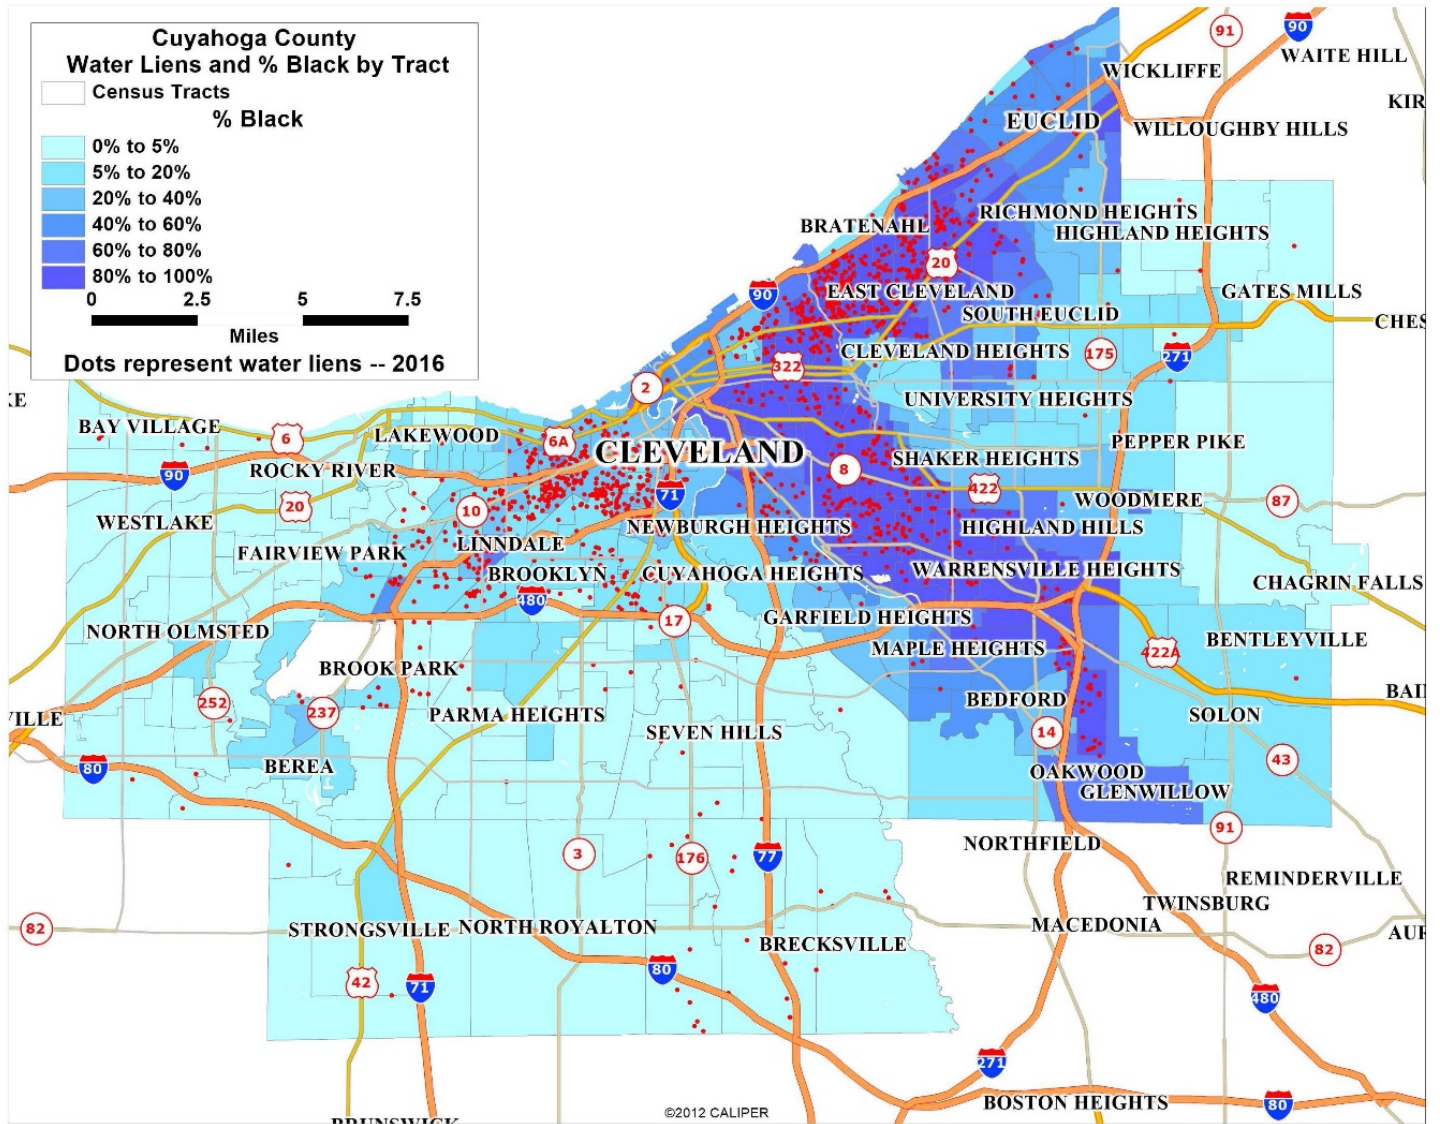 Cuyahoga County
Water Liens and % Black by Tract
Census Tracts
% Black
0% to 5%
5% to 20%
20% to 40%
40% to 60%
60% to 80%
80% to 100%
0 2.5 5 7.5
Miles
Dots represent water liens -- 2016
91
90
WAITE HILL
WICKLIFFE
KIR
EUCLID
WILLOUGHBY HILLS
RICHMOND HEIGHTS
BRATENAHL
HIGHLAND HEIGHTS
20
90
EAST CLEVELAND
GATES MILLS
SOUTH EUCLID
CHES
CLEVELAND HEIGHTS
175
271
322
2
KE
UNIVERSITY HEIGHTS
BAY VILLAGE
6
LAKEWOOD
6A
PEPPER PIKE
CLEVELAND
SHAKER HEIGHTS
90
ROCKY RIVER
8
422
71
WOODMERE
87
20
10
WESTLAKE
NEWBURGH HEIGHTS
HIGHLAND HILLS
LINNDALE
FAIRVIEW PARK
BROOKLYN
CUYAHOGA HEIGHTS
WARRENSVILLE HEIGHTS
CHAGRIN FALLS
480
17
GARFIELD HEIGHTS
NORTH OLMSTED
BENTLEYVILLE
MAPLE HEIGHTS
422A
BROOK PARK
BAI
252
237
BEDFORD
VILLE
PARMA HEIGHTS
SOLON
SEVEN HILLS
14
80
BEREA
43
OAKWOOD
GLENWILLOW
91
NORTHFIELD
3
176
77
REMINDERVILLE
TWINSBURG
82
STRONGSVILLE
NORTH ROYALTON
MACEDONIA
AUR
BRECKSVILLE
82
80
42
71
480
271
BOSTON HEIGHTS
80
©2012 CALIPER
BRUNSWICK